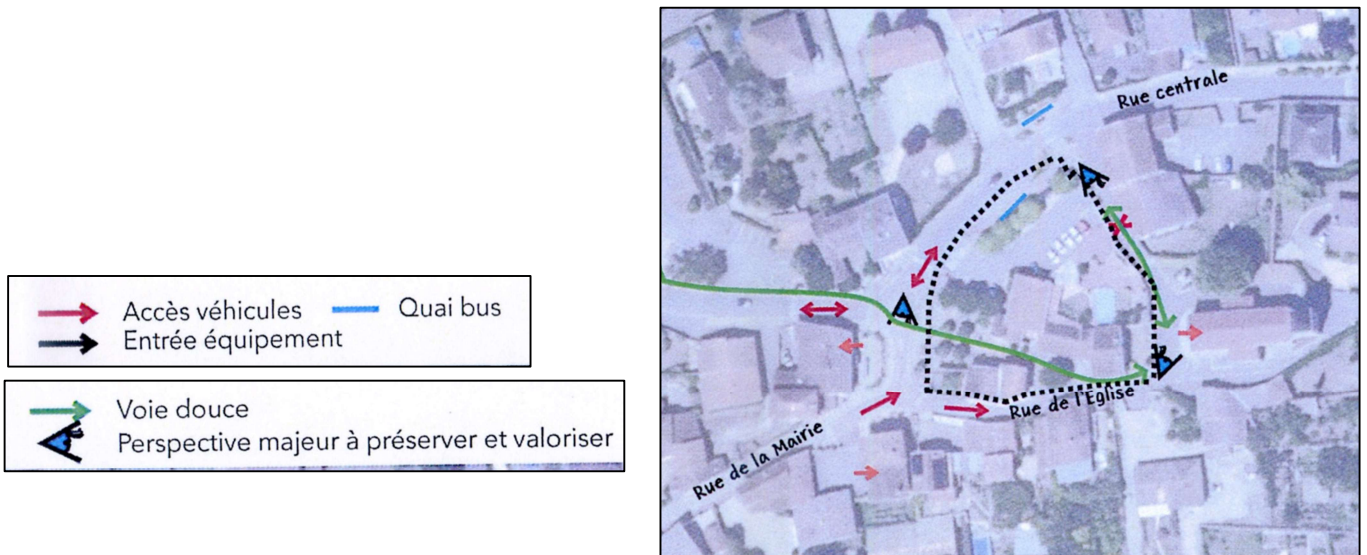 Accès véhicules
Quai bus
Entrée équipement
Voie douce
Perspective majeur à préserver et valoriser
Rue centrale
Rue de l'Eglise
Rue de la Mairie